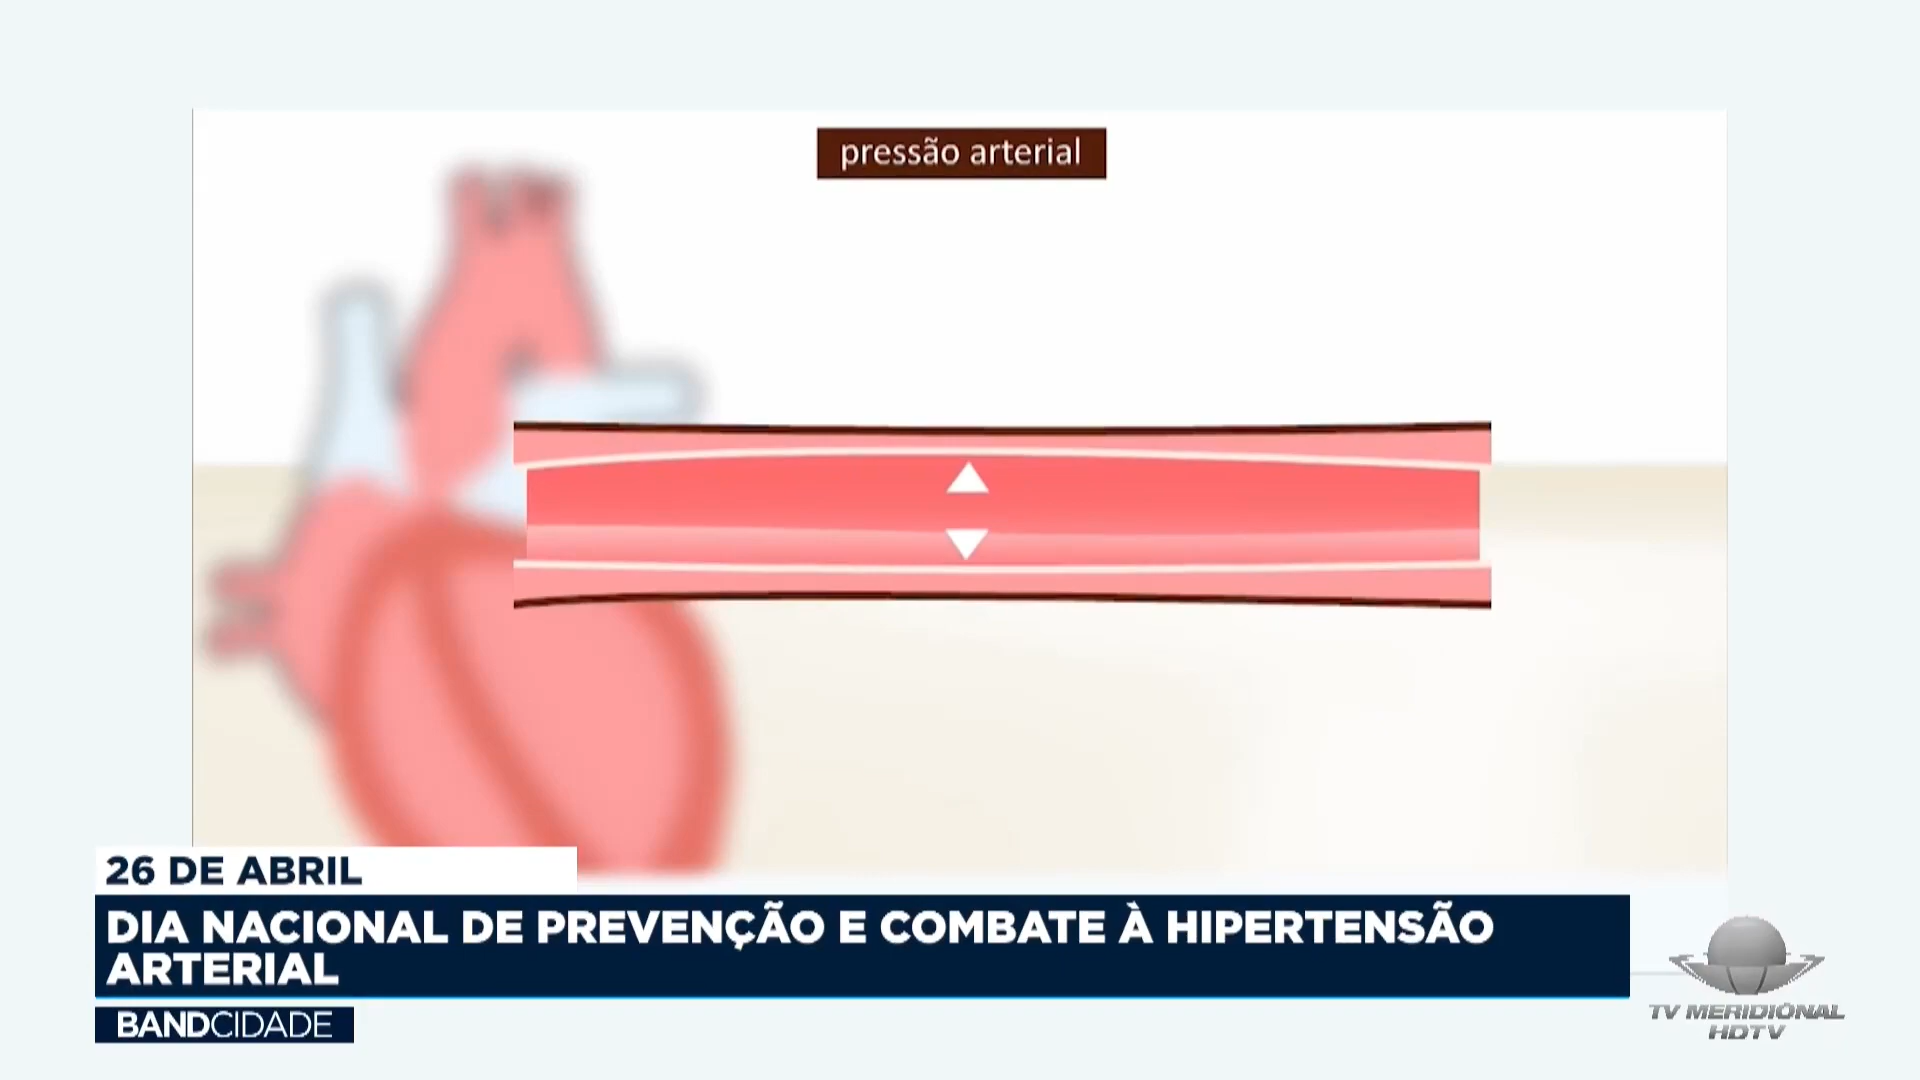 pressão arterial
26 DE ABRIL
DIA NACIONAL DE PREVENÇÃO E COMBATE À HIPERTENSÃO
ARTERIAL
BANDCIDADE
TV MERIDIONAL
HDTV